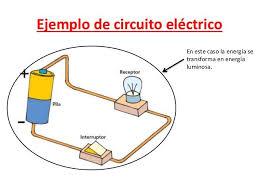 Ejemplo de circuito eléctrico
En este caso la energía se
transforma en energía
luminosa.
Receptor
+
Pila
−
Interruptor